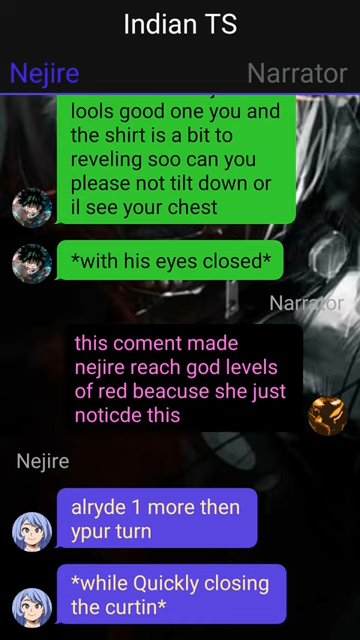 Indian TS
Nejire
Narrator
lools good one you and
the shirt is a bit to
reveling soo can you
please not tilt down or
il see your chest
*with his eyes closed*
Narrator
this coment made
nejire reach god levels
of red beacuse she just
noticde this
Nejire
alryde 1 more then
ypur turn
*while Quickly closing
the curtin*